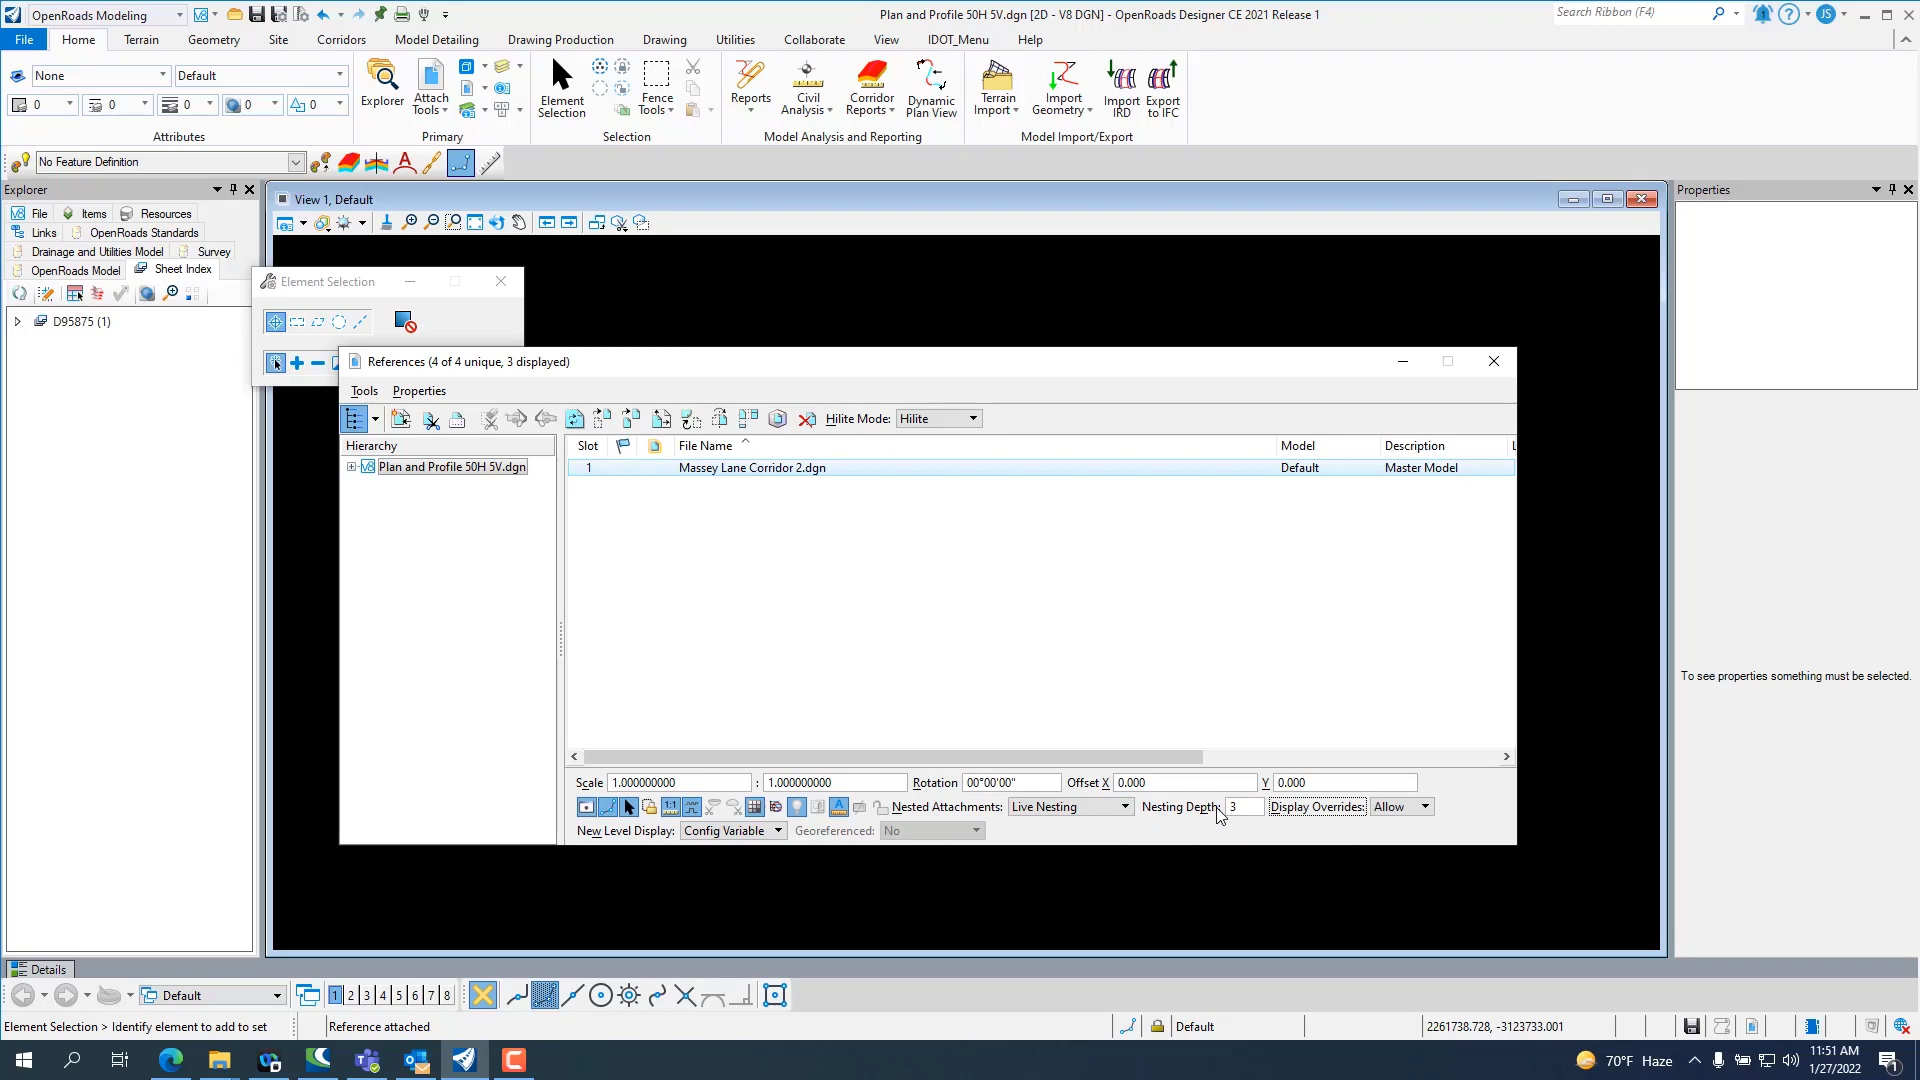 OpenRoads Modeling
Plan and Profile 50H 5V.dgn [2D - V8 DGN] - OpenRoads Designer CE 2021 Release 1
Search Ribbon (F4)
JS
File Home Terrain Geometry Site Corridors Model Detailing Drawing Production Drawing Utilities Collaborate View IDOT_Menu Help
None Default
0 0 0 0 0
Attributes
Explorer
Attach Tools
Primary
Element Selection
Fence Tools
Selection
Reports
Civil Analysis
Corridor Reports
Dynamic Plan View
Model Analysis and Reporting
Terrain Import
Import Geometry
Import IRD
Export to IFC
Model Import/Export
No Feature Definition
Explorer
File Items Resources
Links OpenRoads Standards
Drainage and Utilities Model Survey
OpenRoads Model Sheet Index
D95875 (1)
View 1, Default
Properties
To see properties something must be selected.
Element Selection
References (4 of 4 unique, 3 displayed)
Tools Properties
Hilite Mode: Hilite
Hierarchy
Plan and Profile 50H 5V.dgn
Slot File Name Model Description L
1 Massey Lane Corridor 2.dgn Default Master Model
Scale 1.000000000 : 1.000000000 Rotation 00°00'00" Offset X 0.000 Y 0.000
Nested Attachments: Live Nesting Nesting Depth: 3 Display Overrides: Allow
New Level Display: Config Variable Georeferenced: No
Details
Default 1 2 3 4 5 6 7 8
Element Selection > Identify element to add to set
Reference attached
Default
2261738.728, -3123733.001
70°F Haze
11:51 AM
1/27/2022